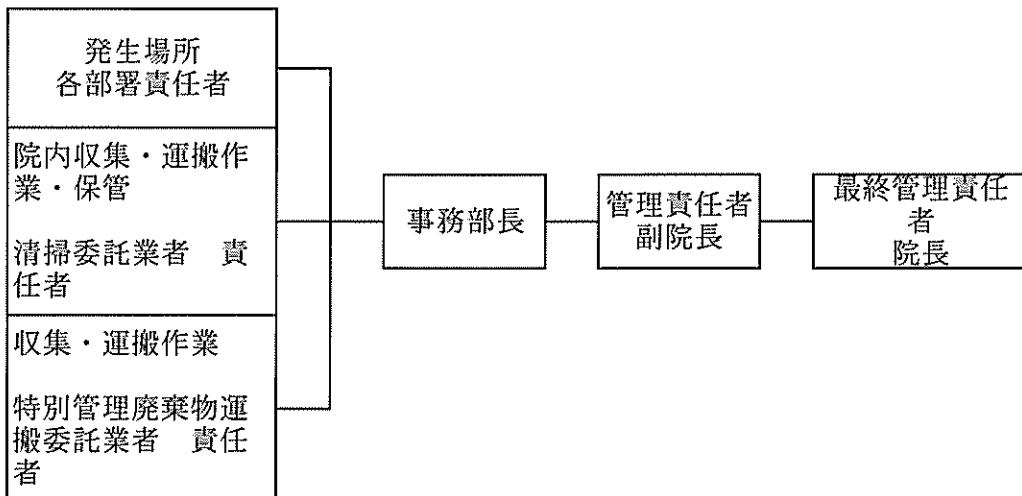 発生場所
各部署責任者
院内収集・運搬作
業・保管
清掃委託業者　責
任者
収集・運搬作業
特別管理廃棄物運
搬委託業者　責任
者
事務部長
管理責任者
副院長
最終管理責任
者
院長